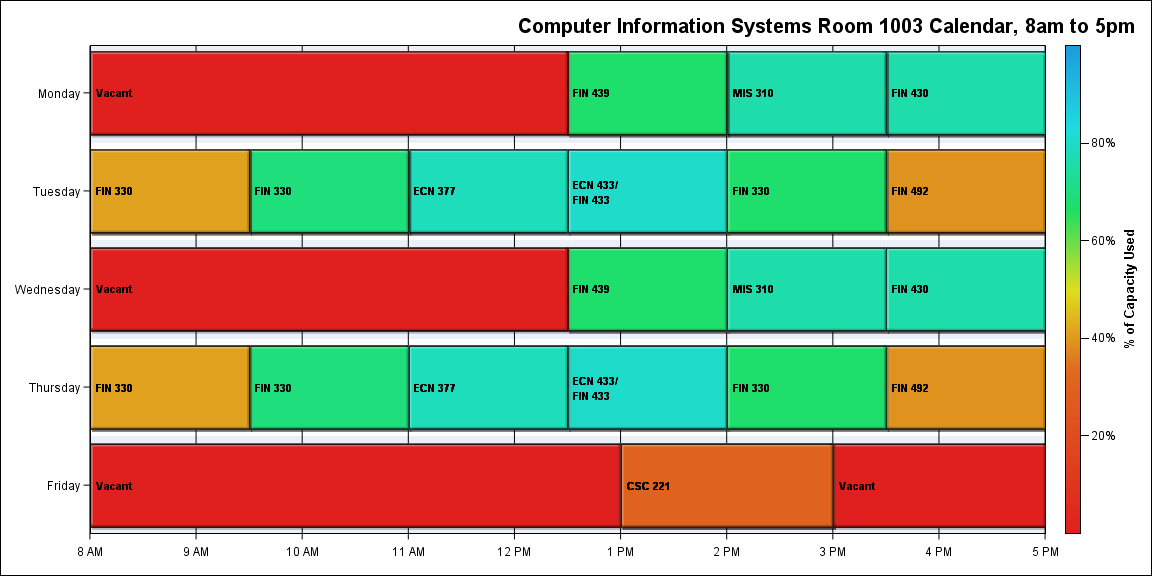 Computer Information Systems Room 1003 Calendar, 8am to 5pm
Monday
Vacant
FIN 439
MIS 310
FIN 430
Tuesday
FIN 330
FIN 330
ECN 377
ECN 433/
FIN 433
FIN 330
FIN 492
Wednesday
Vacant
FIN 439
MIS 310
FIN 430
Thursday
FIN 330
FIN 330
ECN 377
ECN 433/
FIN 433
FIN 330
FIN 492
Friday
Vacant
CSC 221
Vacant
8 AM
9 AM
10 AM
11 AM
12 PM
1 PM
2 PM
3 PM
4 PM
5 PM
80%
60%
40%
20%
% of Capacity Used